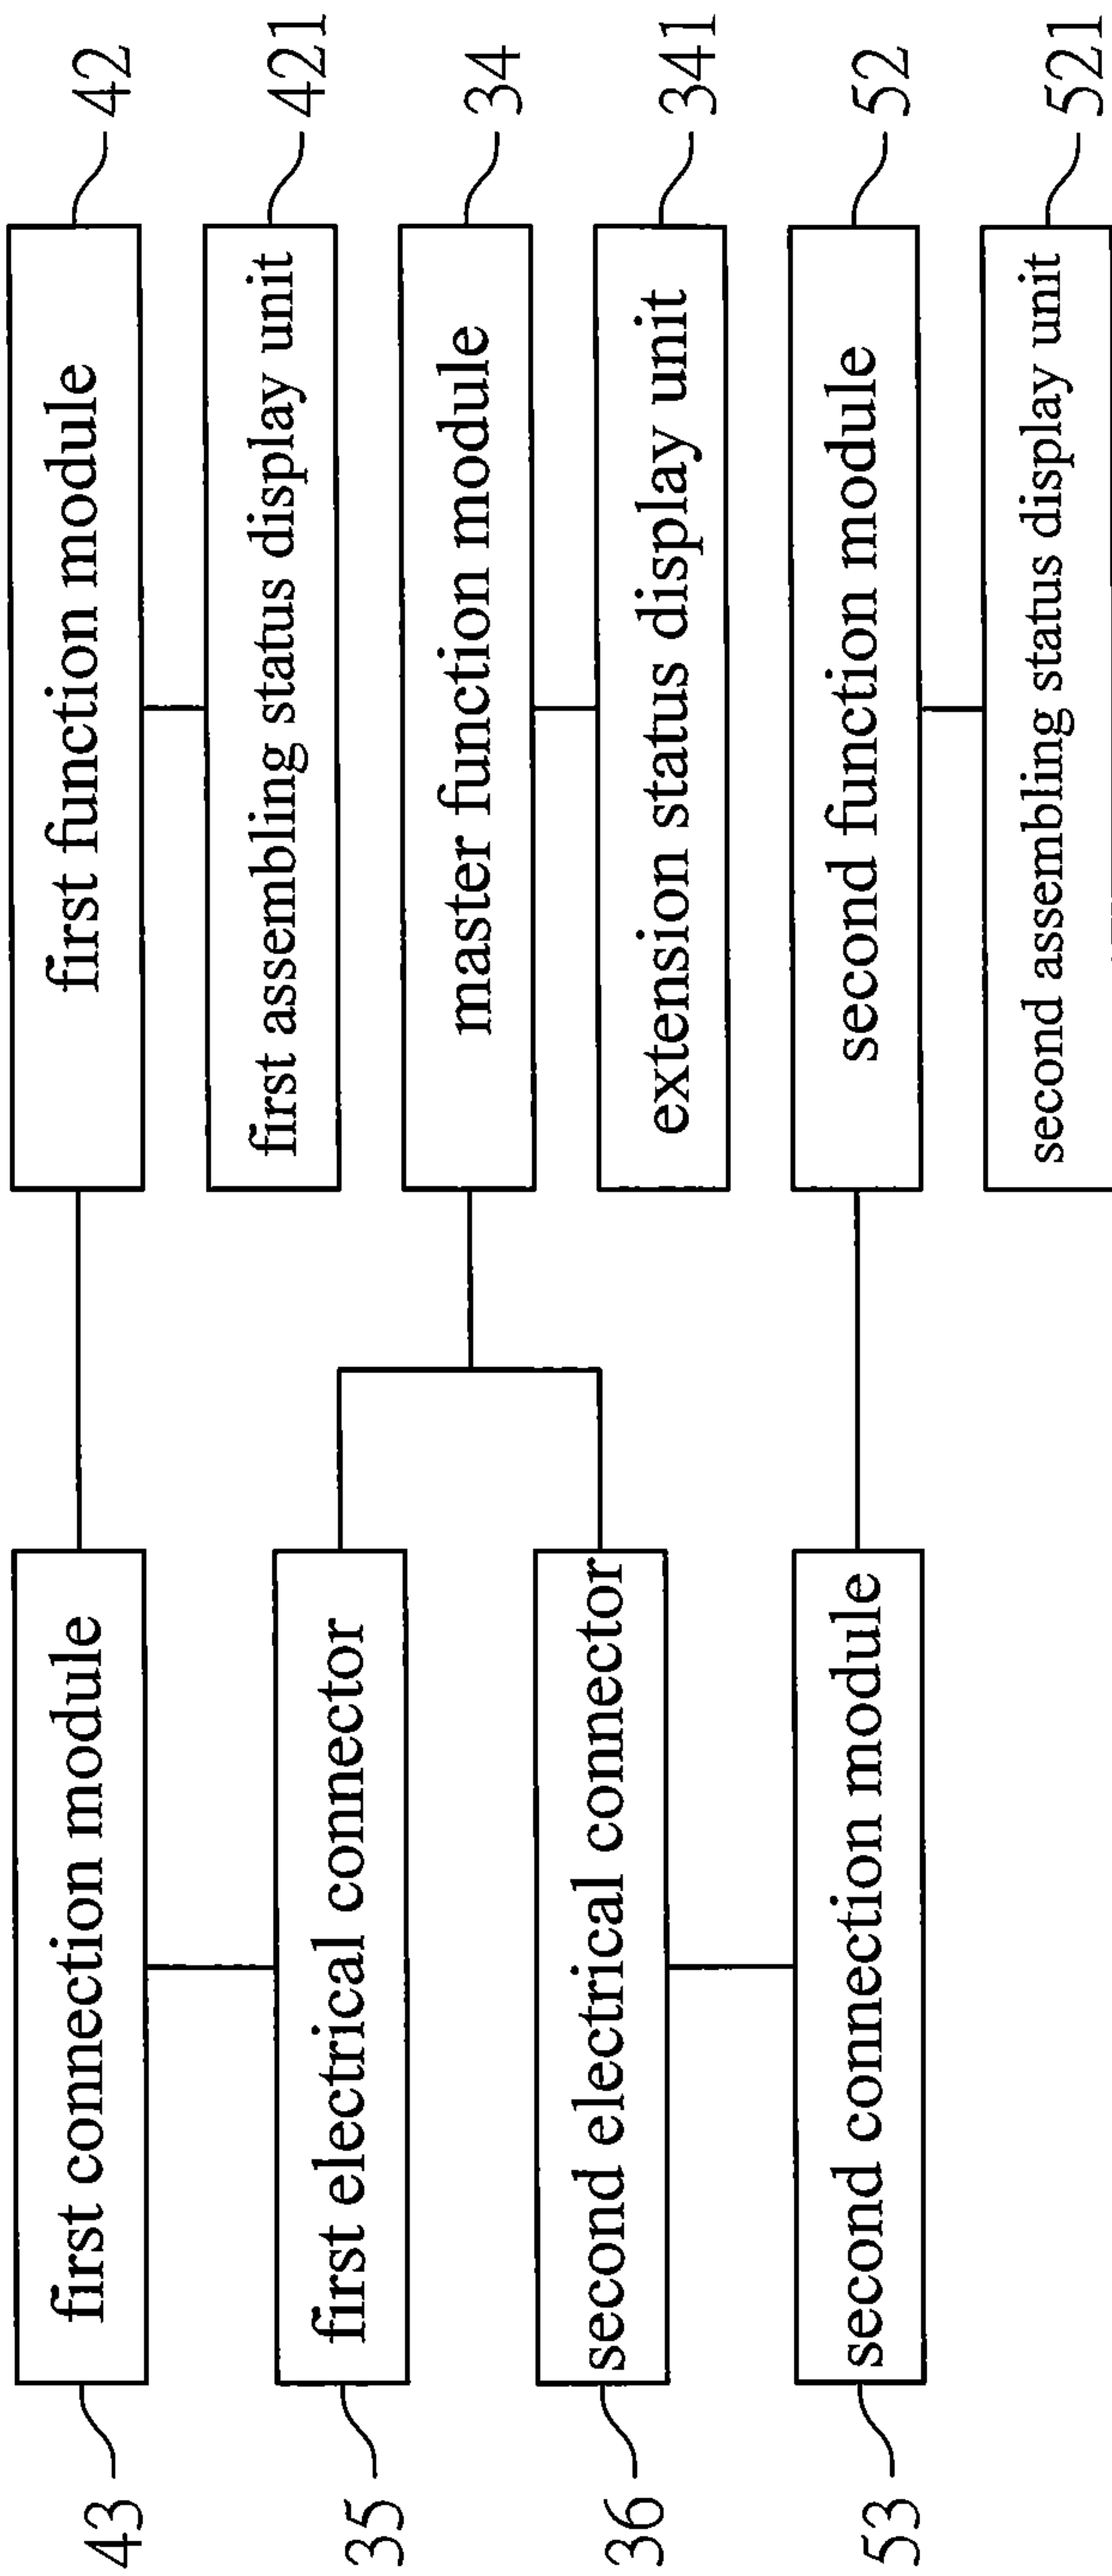 43
first connection module
first function module
42
first assembling status display unit
421
35
first electrical connector
master function module
34
36
second electrical connector
extension status display unit
341
53
second connection module
second function module
52
second assembling status display unit
521